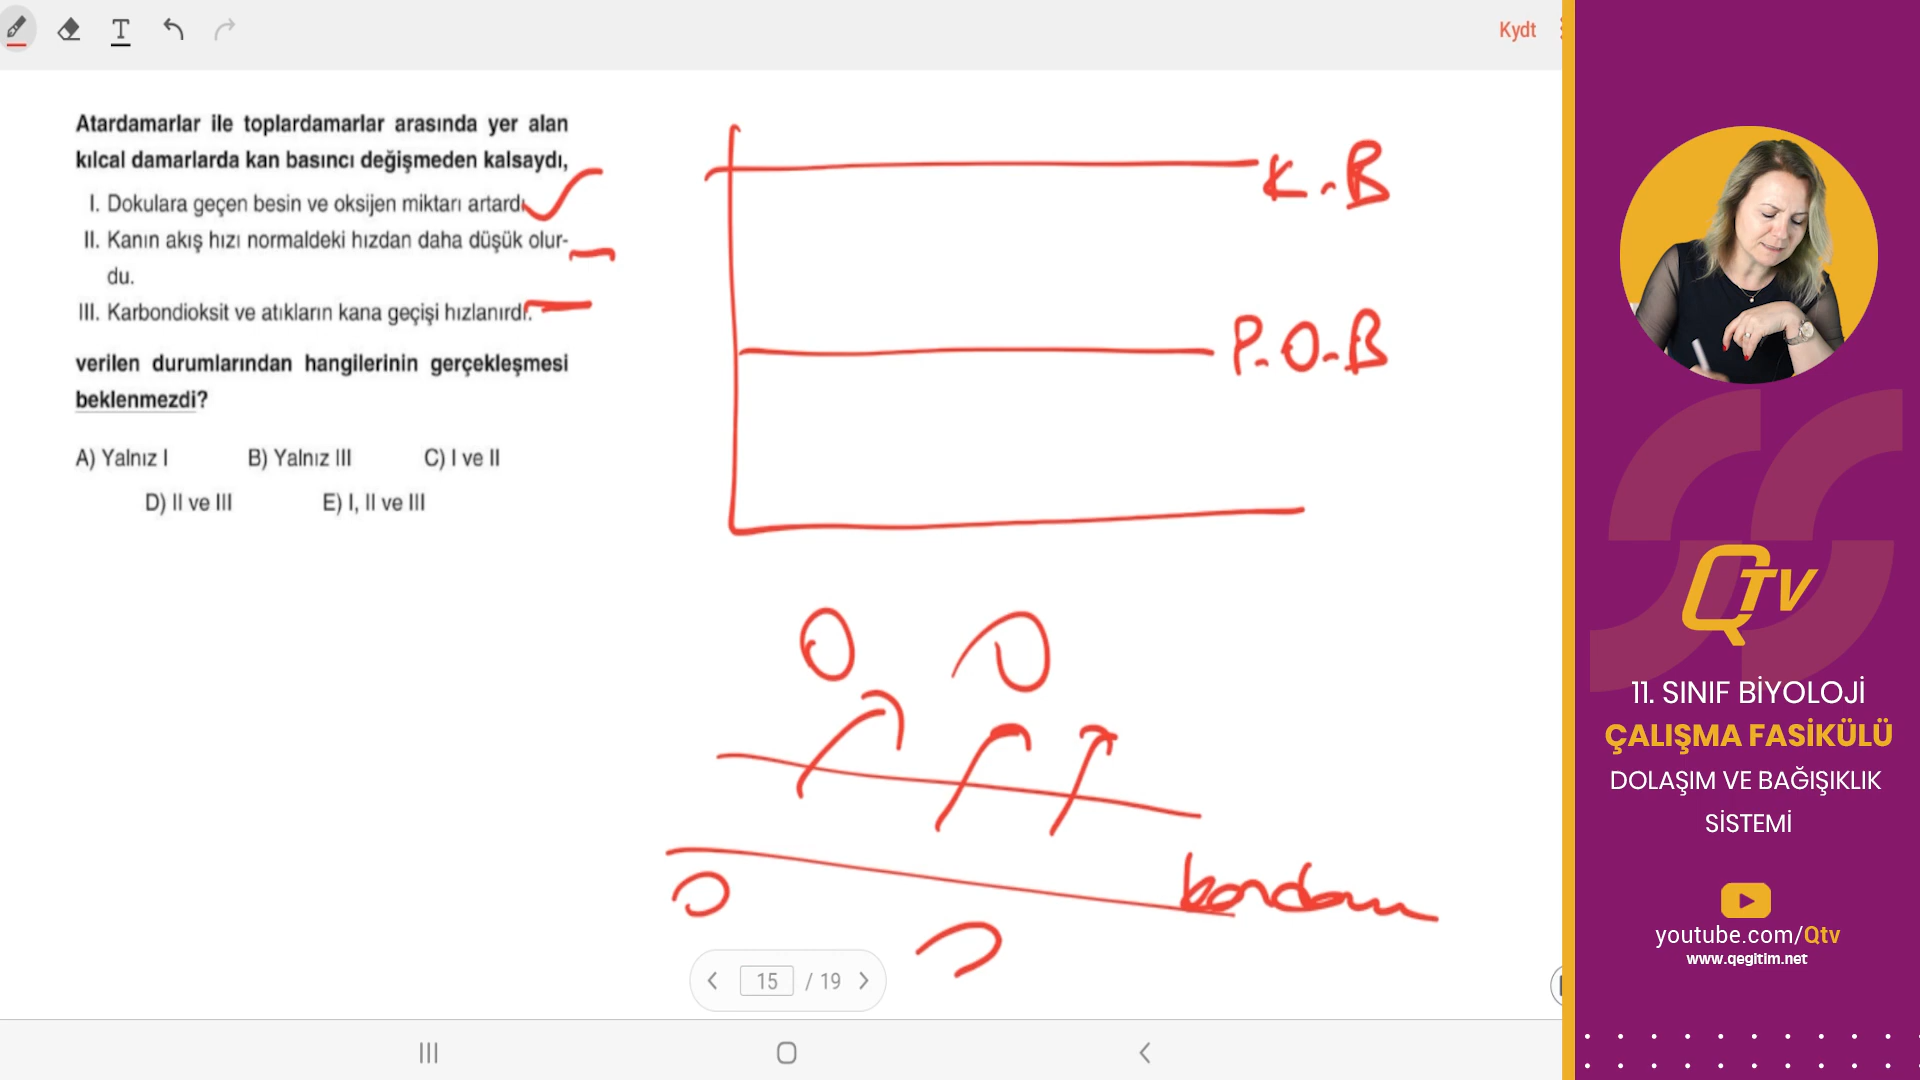 T
Kydt
Atardamarlar ile toplardamarlar arasında yer alan
kılcal damarlarda kan basıncı değişmeden kalsaydı,
I. Dokulara geçen besin ve oksijen miktarı artardı
II. Kanın akış hızı normaldeki hızdan daha düşük olur-
du.
III. Karbondioksit ve atıkların kana geçişi hızlanırdı.
verilen durumlarından hangilerinin gerçekleşmesi
beklenmezdi?
A) Yalnız I B) Yalnız III C) I ve II
D) II ve III E) I, II ve III
K.B
P.O.B
15 / 19
QTV
11. SINIF BİYOLOJİ
ÇALIŞMA FASİKÜLÜ
DOLAŞIM VE BAĞIŞIKLIK
SİSTEMİ
youtube.com/Qtv
www.qegitim.net